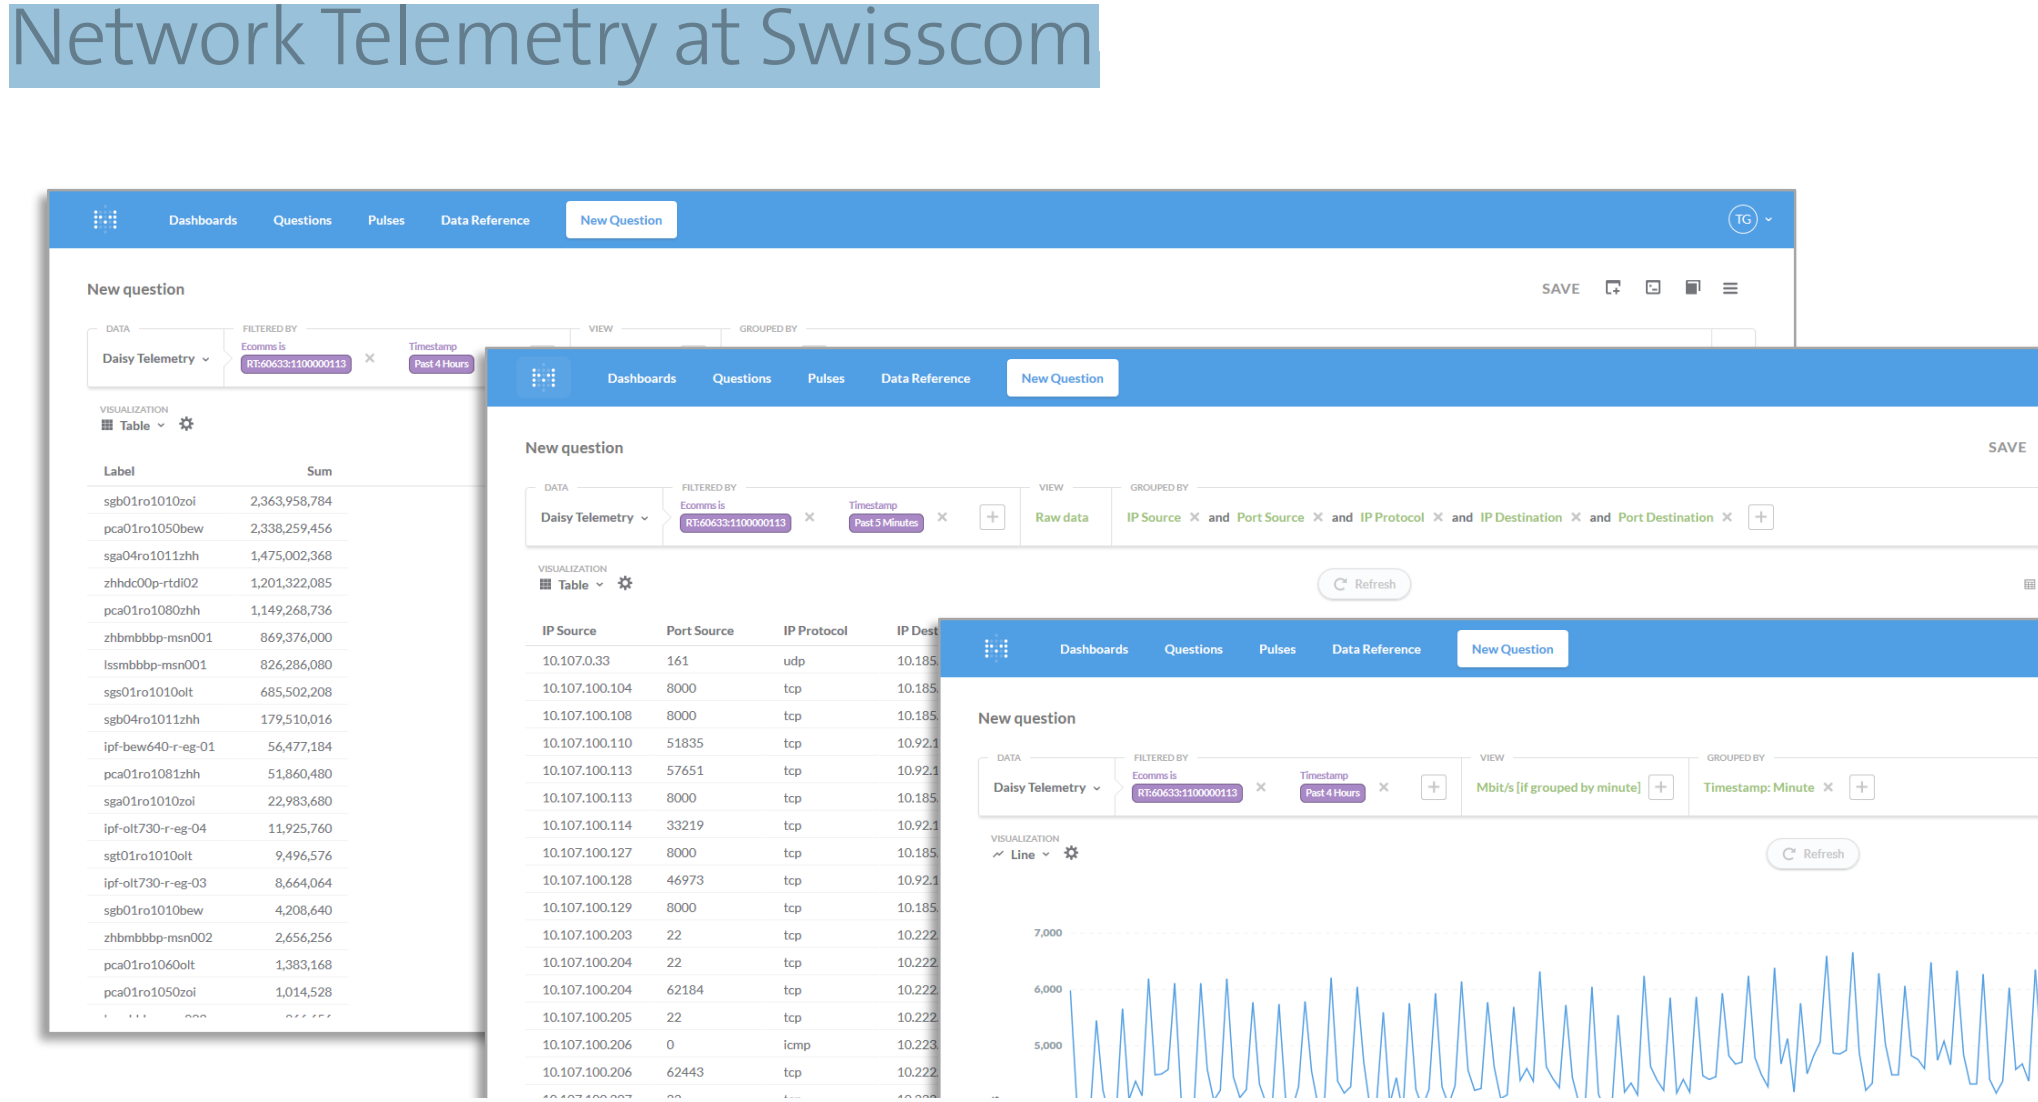 Network Telemetry at Swisscom
Dashboards Questions Pulses Data Reference New Question TG
New question SAVE
DATA FILTERED BY VIEW GROUPED BY
Ecomms is Timestamp
Daisy Telemetry RT:60633:1100000113 Past 4 Hours
VISUALIZATION
Table
Label Sum
sgb01ro1010zoi 2,363,958,784
pca01ro1050bew 2,338,259,456
sga04ro1011zhh 1,475,002,368
zhhdc00p-rtdi02 1,201,322,085
pca01ro1080zhh 1,149,268,736
zhbmbbbp-msn001 869,376,000
lssmbbbp-msn001 826,286,080
sgs01ro1010olt 685,502,208
sgb04ro1011zhh 179,510,016
ipf-bew640-r-eg-01 56,477,184
pca01ro1081zhh 51,860,480
sga01ro1010zoi 22,983,680
ipf-olt730-r-eg-04 11,925,760
sgt01ro1010olt 9,496,576
ipf-olt730-r-eg-03 8,664,064
sgb01ro1010bew 4,208,640
zhbmbbbp-msn002 2,656,256
pca01ro1060olt 1,383,168
pca01ro1050zoi 1,014,528
Dashboards Questions Pulses Data Reference New Question
New question SAVE
DATA FILTERED BY VIEW GROUPED BY
Ecomms is Timestamp
Daisy Telemetry RT:60633:1100000113 Past 5 Minutes Raw data IP Source and Port Source and IP Protocol and IP Destination and Port Destination
VISUALIZATION
Table Refresh
IP Source Port Source IP Protocol IP Dest
10.107.0.33 161 udp 10.185.
10.107.100.104 8000 tcp 10.185.
10.107.100.108 8000 tcp 10.185.
10.107.100.110 51835 tcp 10.92.1
10.107.100.113 57651 tcp 10.92.1
10.107.100.113 8000 tcp 10.185.
10.107.100.114 33219 tcp 10.92.1
10.107.100.127 8000 tcp 10.185.
10.107.100.128 46973 tcp 10.92.1
10.107.100.129 8000 tcp 10.185.
10.107.100.203 22 tcp 10.222.
10.107.100.204 22 tcp 10.222.
10.107.100.204 62184 tcp 10.222.
10.107.100.205 22 tcp 10.222.
10.107.100.206 0 icmp 10.223.
10.107.100.206 62443 tcp 10.222.
Dashboards Questions Pulses Data Reference New Question
New question
DATA FILTERED BY VIEW GROUPED BY
Ecomms is Timestamp
Daisy Telemetry RT:60633:1100000113 Past 4 Hours Mbit/s [if grouped by minute] Timestamp: Minute
VISUALIZATION
Line Refresh
7,000
6,000
5,000